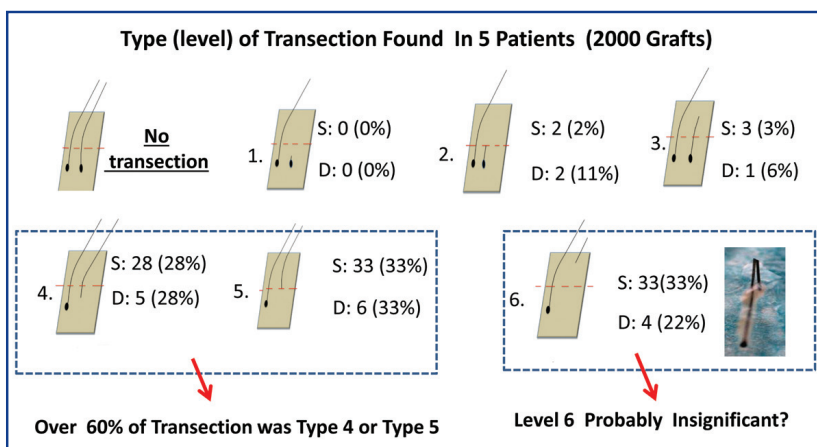 Type (level) of Transection Found In 5 Patients (2000 Grafts)
No
transection
1.
S: 0 (0%)
D: 0 (0%)
2.
S: 2 (2%)
D: 2 (11%)
3.
S: 3 (3%)
D: 1 (6%)
4.
S: 28 (28%)
D: 5 (28%)
5.
S: 33 (33%)
D: 6 (33%)
6.
S: 33(33%)
D: 4 (22%)
Over 60% of Transection was Type 4 or Type 5
Level 6 Probably Insignificant?